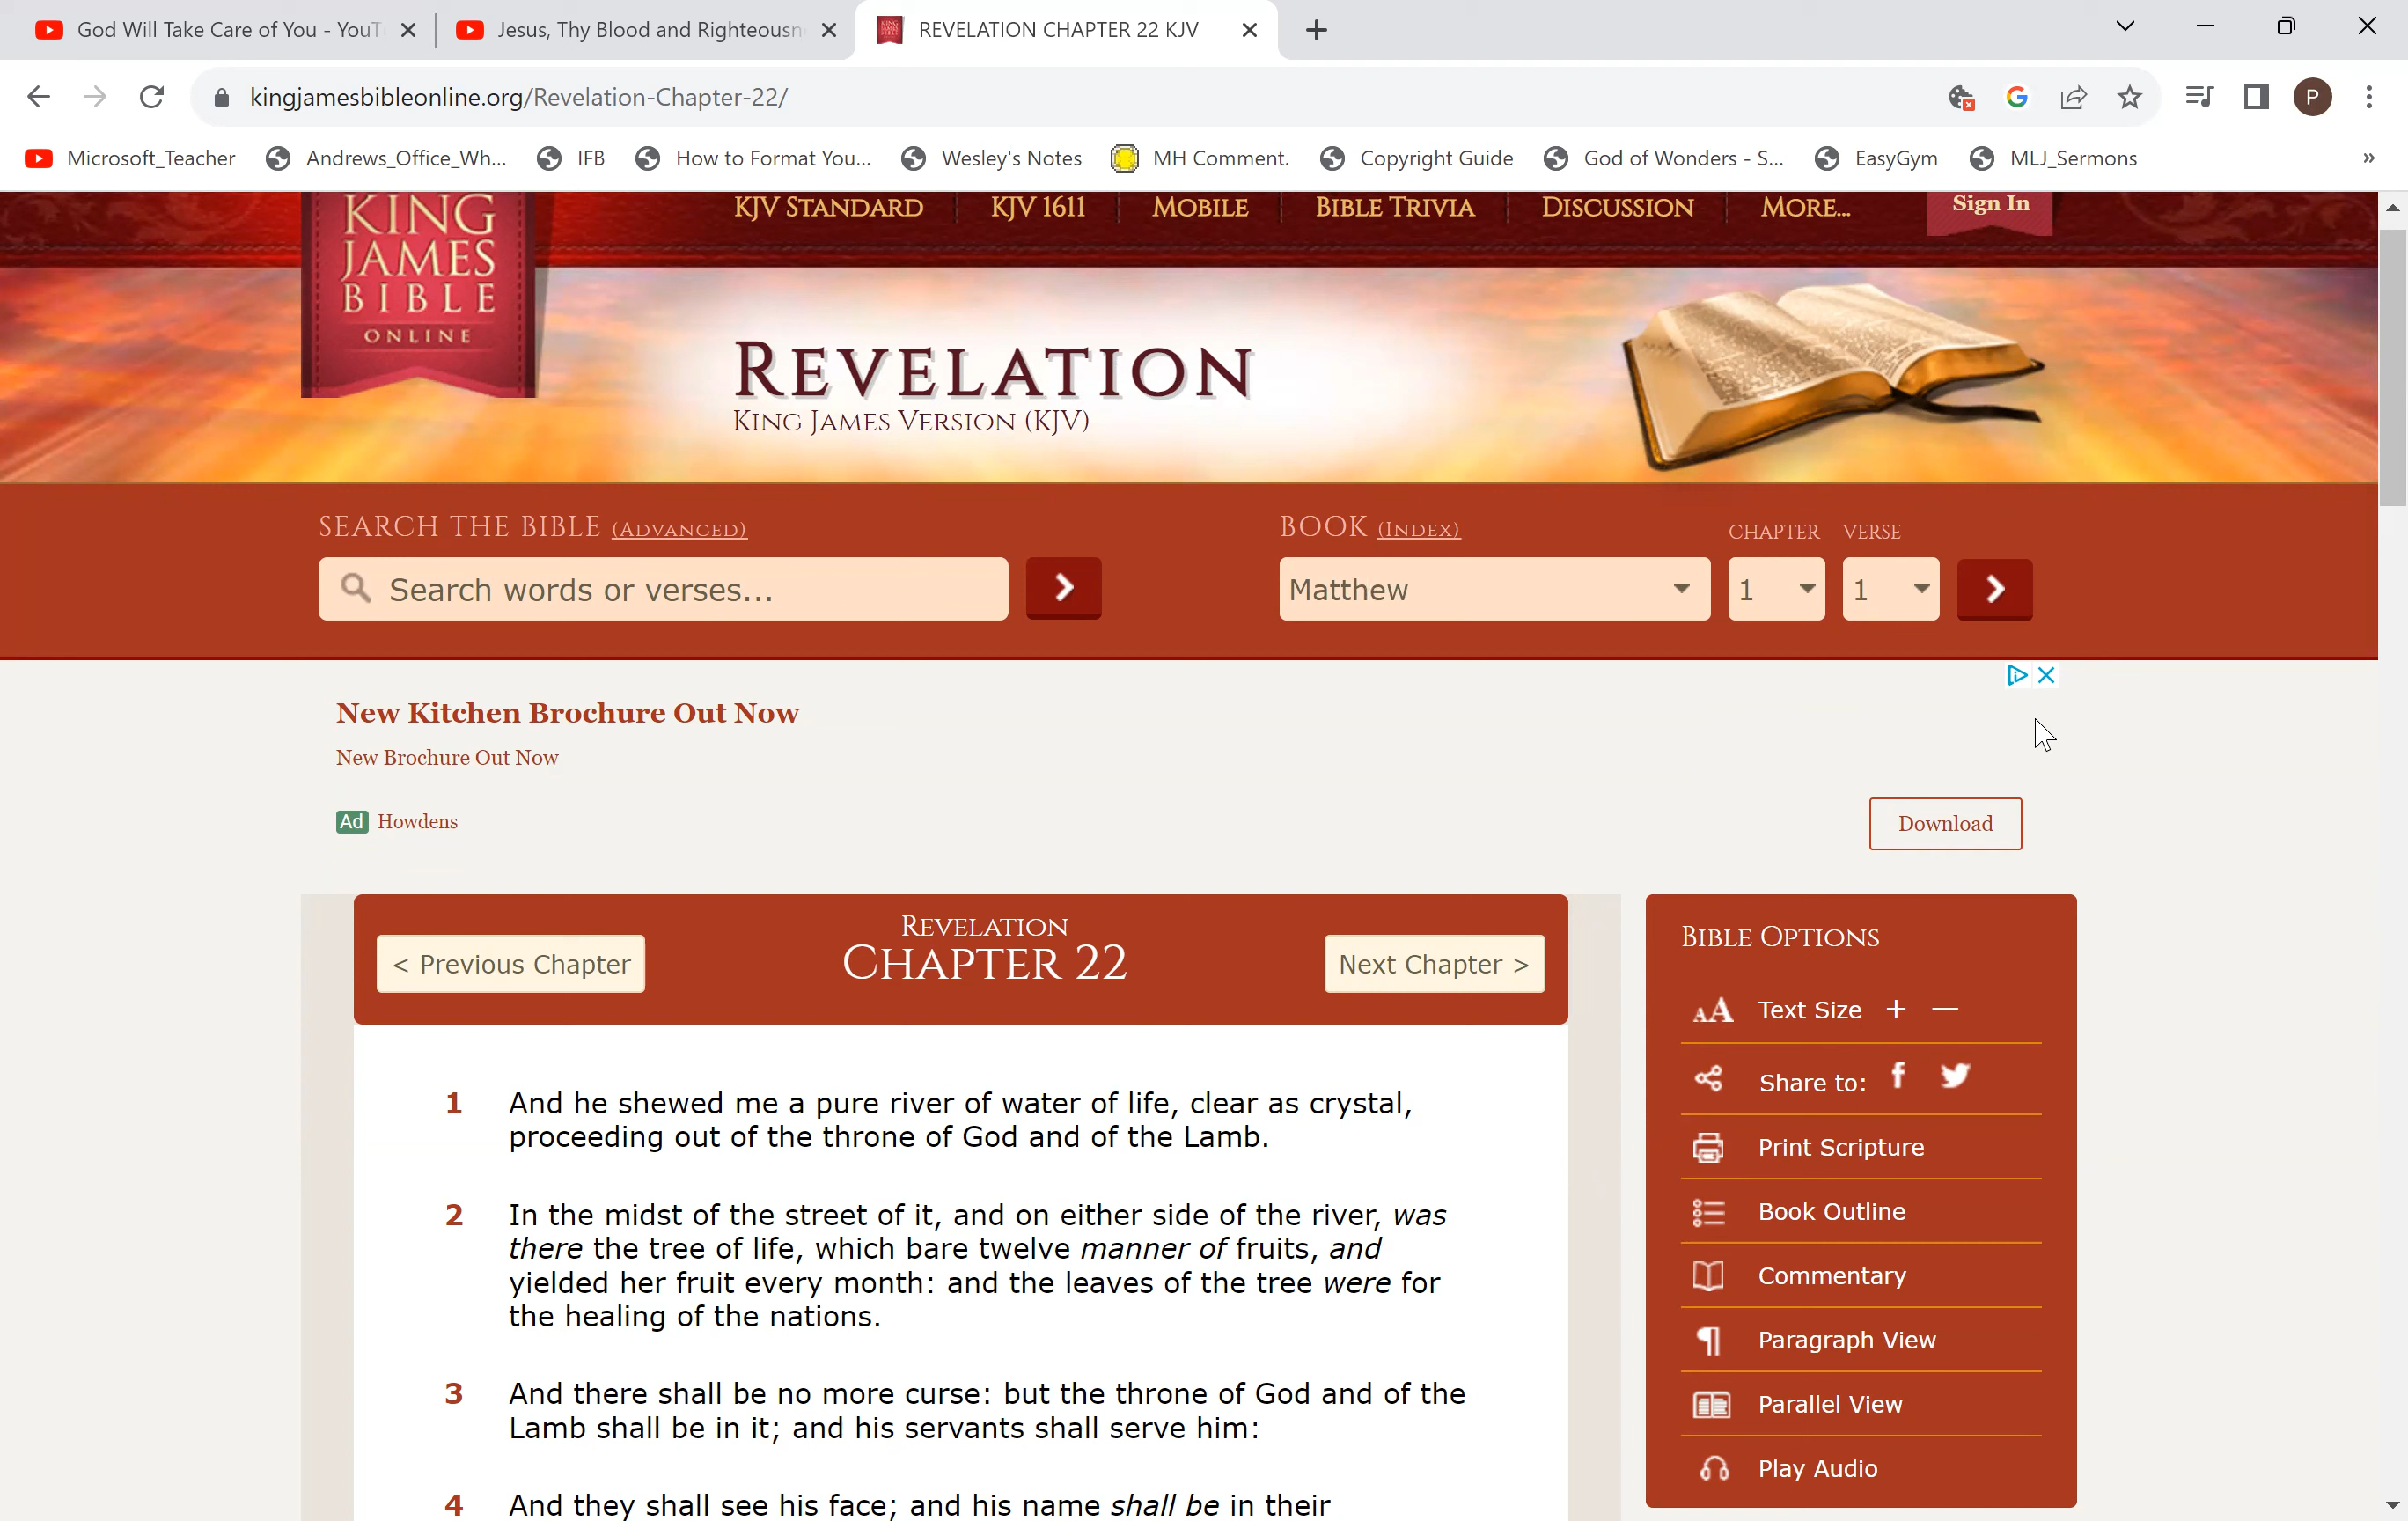 God Will Take Care of You - YouT
Jesus, Thy Blood and Righteousn
REVELATION CHAPTER 22 KJV
kingjamesbibleonline.org/Revelation-Chapter-22/
P
Microsoft_Teacher
Andrews_Office_Wh...
IFB
How to Format You...
Wesley's Notes
MH Comment.
Copyright Guide
God of Wonders - S...
EasyGym
MLJ_Sermons
»
KING
JAMES
BIBLE
ONLINE
KJV STANDARD
KJV 1611
MOBILE
BIBLE TRIVIA
DISCUSSION
MORE...
Sign In
REVELATION
KING JAMES VERSION (KJV)
SEARCH THE BIBLE (ADVANCED)
Search words or verses...
BOOK (INDEX)
CHAPTER
VERSE
Matthew
1
1
New Kitchen Brochure Out Now
New Brochure Out Now
Ad Howdens
Download
< Previous Chapter
REVELATION
CHAPTER 22
Next Chapter >
1 And he shewed me a pure river of water of life, clear as crystal,
proceeding out of the throne of God and of the Lamb.
2 In the midst of the street of it, and on either side of the river, was
there the tree of life, which bare twelve manner of fruits, and
yielded her fruit every month: and the leaves of the tree were for
the healing of the nations.
3 And there shall be no more curse: but the throne of God and of the
Lamb shall be in it; and his servants shall serve him:
4 And they shall see his face; and his name shall be in their
BIBLE OPTIONS
AA Text Size + —
Share to: f
Print Scripture
Book Outline
Commentary
¶ Paragraph View
Parallel View
Play Audio